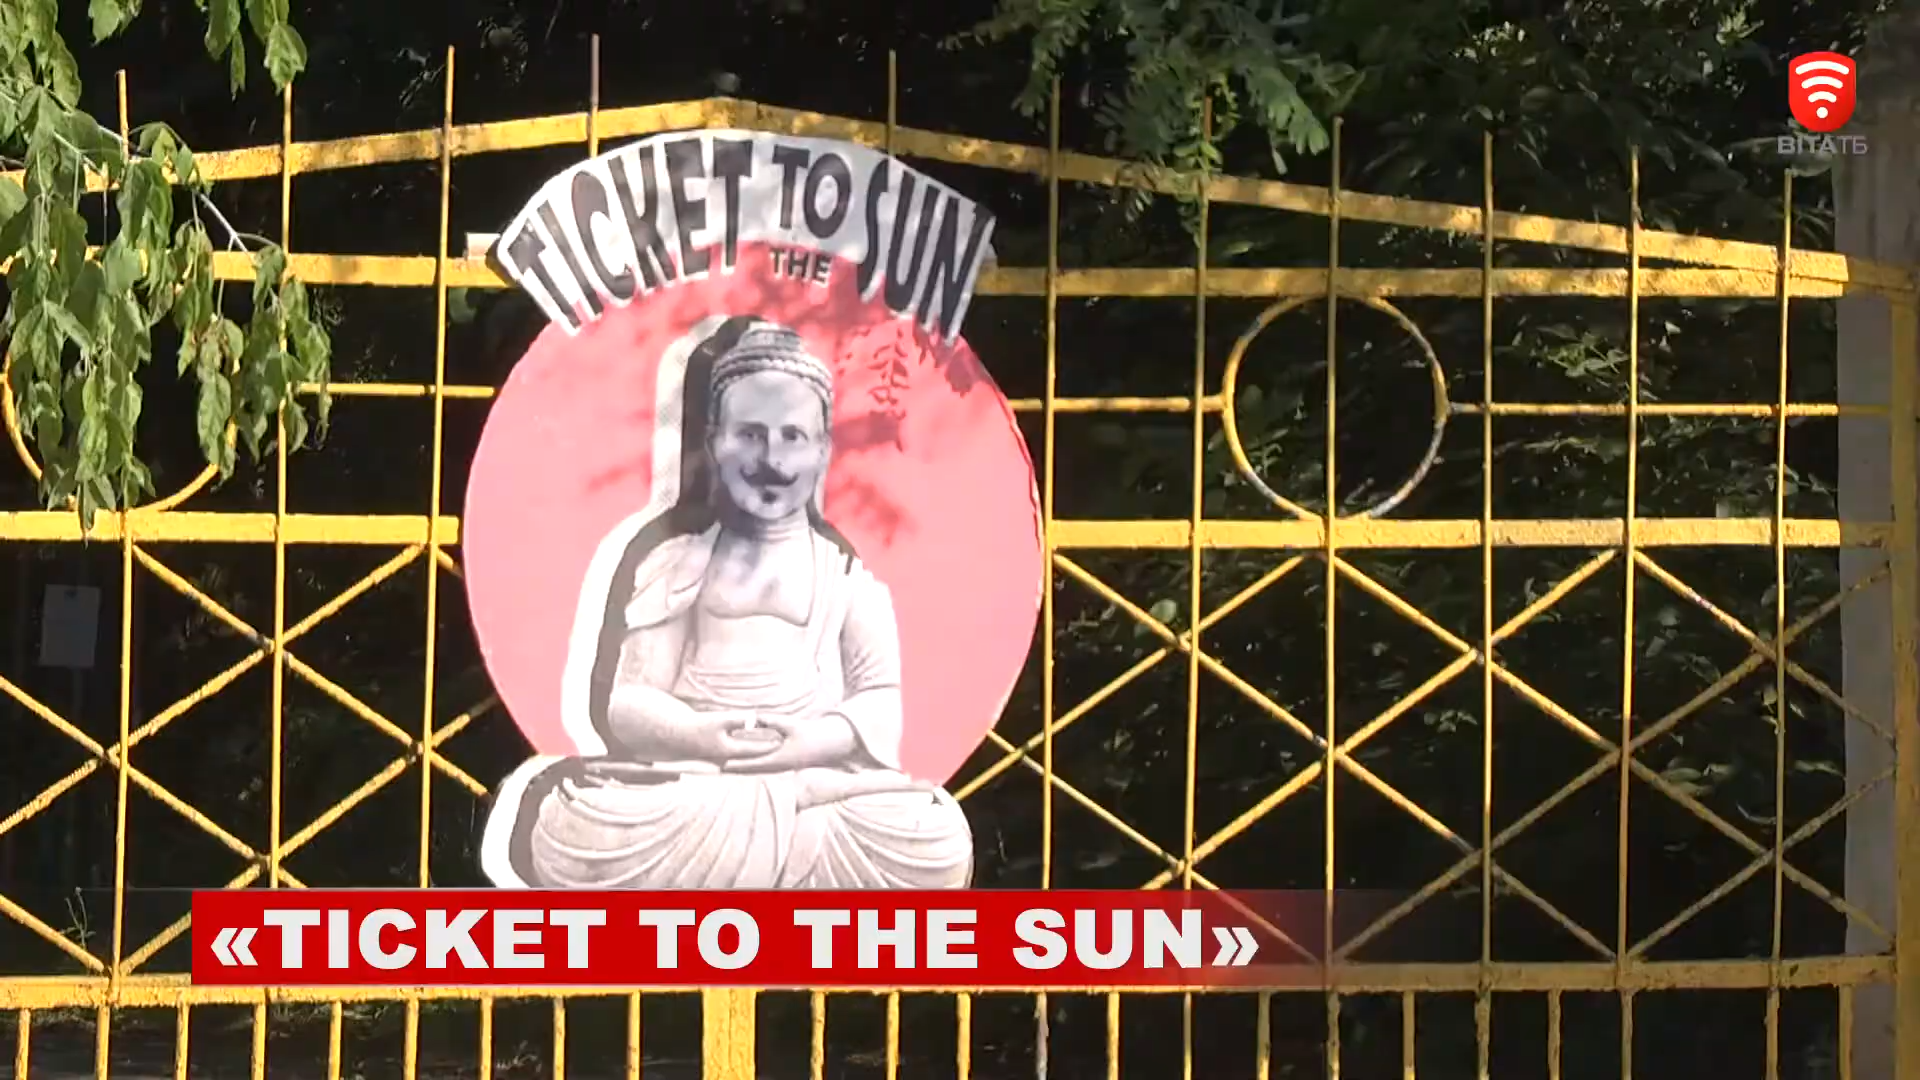 TICKET TO SUN
THE
ВІТАТБ
«TICKET TO THE SUN»